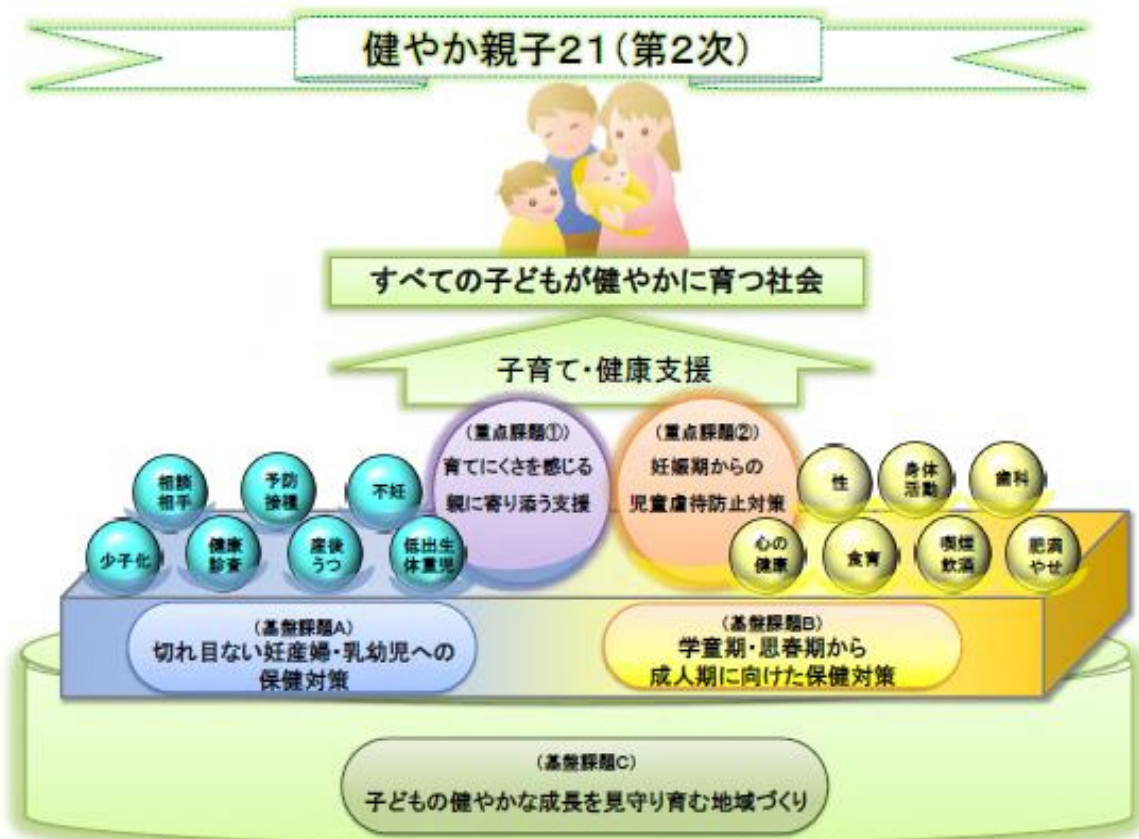 健やか親子21(第2次)
すべての子どもが健やかに育つ社会
子育て・健康支援
(重点課題①)
育てにくさを感じる
親に寄り添う支援
(重点課題②)
妊娠期からの
児童虐待防止対策
相談
相手
予防
接種
不妊
少子化
健康
診査
産後
うつ
低出生
体重児
性
身体
活動
歯科
心の
健康
食育
喫煙
飲酒
肥満
やせ
(基盤課題A)
切れ目ない妊産婦・乳幼児への
保健対策
(基盤課題B)
学童期・思春期から
成人期に向けた保健対策
(基盤課題C)
子どもの健やかな成長を見守り育む地域づくり